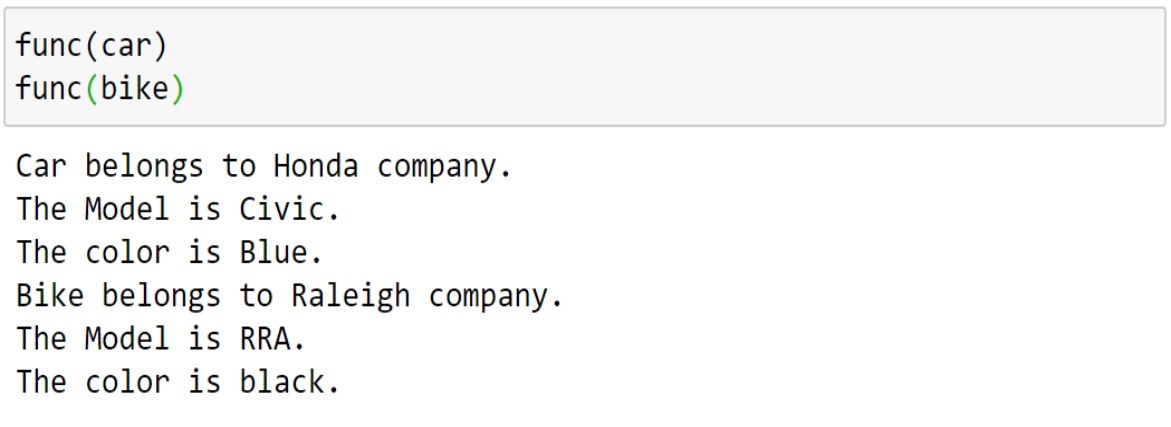 func(car)
func(bike)
Car belongs to Honda company.
The Model is Civic.
The color is Blue.
Bike belongs to Raleigh company.
The Model is RRA.
The color is black.